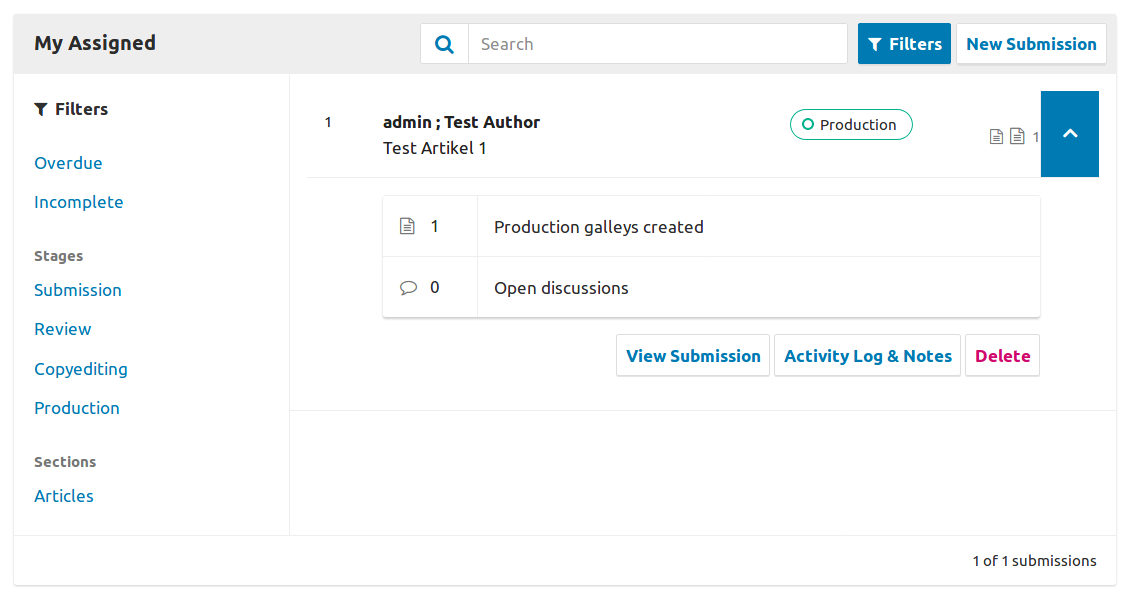 My Assigned
Search
Filters
New Submission
Filters
Overdue
Incomplete
Stages
Submission
Review
Copyediting
Production
Sections
Articles
1
admin ; Test Author
Test Artikel 1
Production
1
1
Production galleys created
0
Open discussions
View Submission
Activity Log & Notes
Delete
1 of 1 submissions